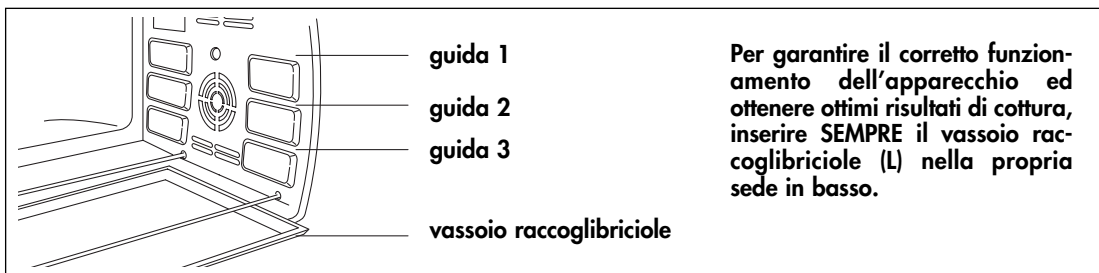 guida 1
guida 2
guida 3
vassoio raccoglibriciole
Per garantire il corretto funzion-
amento dell'apparecchio ed
ottenere ottimi risultati di cottura,
inserire SEMPRE il vassoio rac-
coglibriciole (L) nella propria
sede in basso.